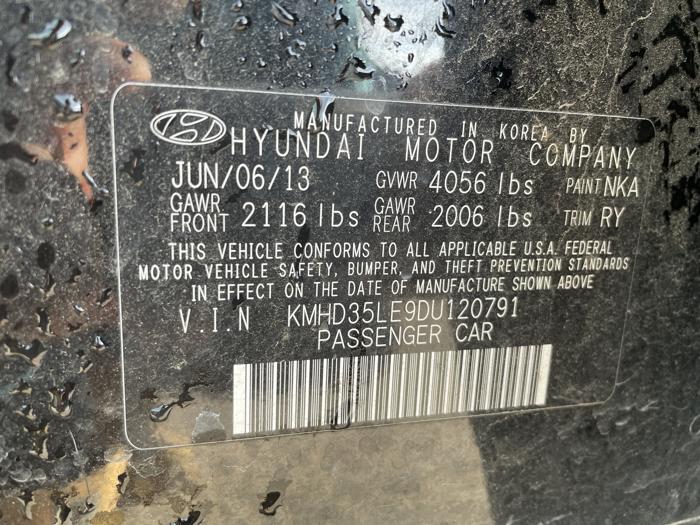 MANUFACTURED IN KOREA BY
HYUNDAI MOTOR COMPANY
JUN/06/13 GVWR 4056 lbs PAINT NKA
GAWR FRONT 2116 lbs GAWR REAR 2006 lbs TRIM RY
THIS VEHICLE CONFORMS TO ALL APPLICABLE U.S.A. FEDERAL
MOTOR VEHICLE SAFETY, BUMPER, AND THEFT PREVENTION STANDARDS
IN EFFECT ON THE DATE OF MANUFACTURE SHOWN ABOVE
V.I.N KMHD35LE9DU120791
PASSENGER CAR